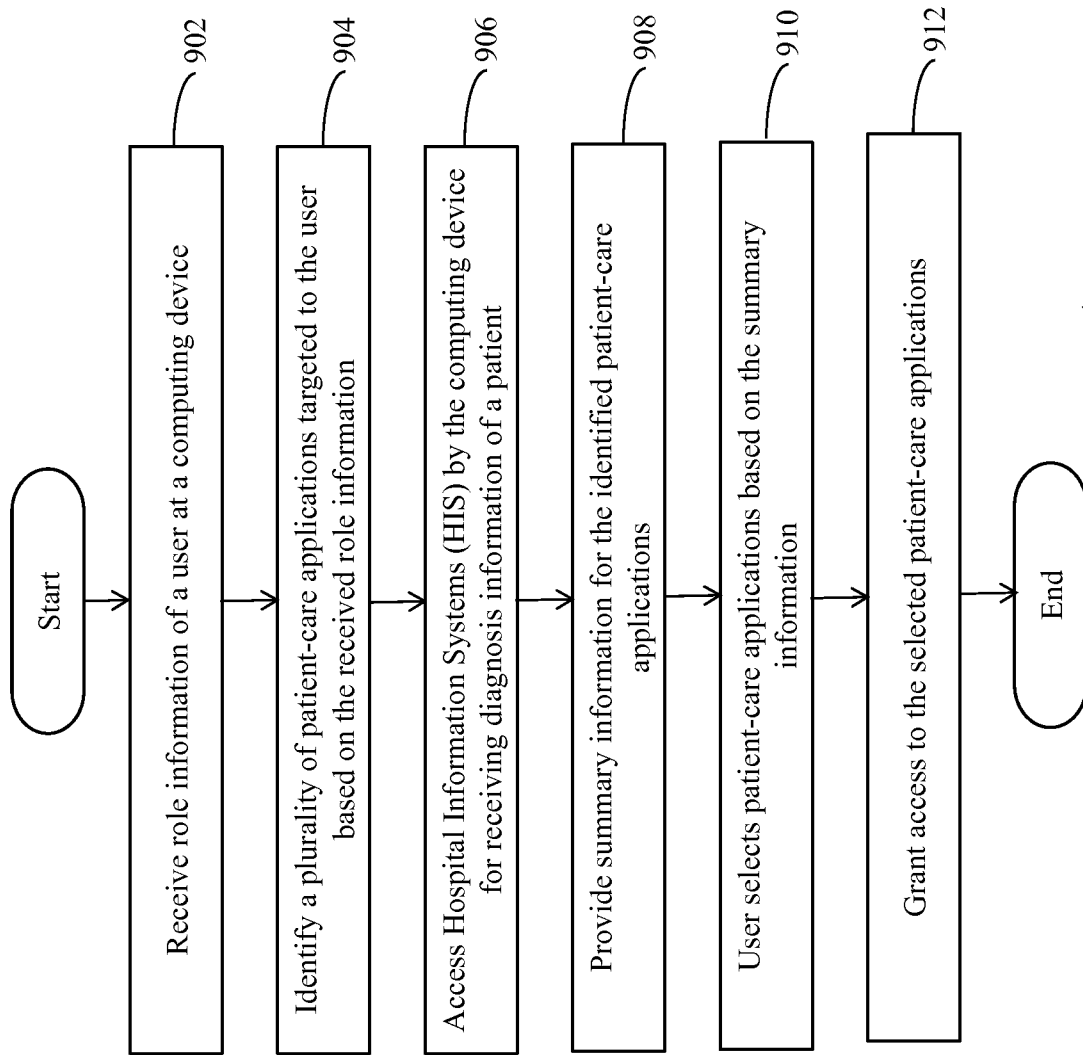 Start
Receive role information of a user at a computing device
902
Identify a plurality of patient-care applications targeted to the user
based on the received role information
904
Access Hospital Information Systems (HIS) by the computing device
for receiving diagnosis information of a patient
906
Provide summary information for the identified patient-care
applications
908
User selects patient-care applications based on the summary
information
910
Grant access to the selected patient-care applications
912
End